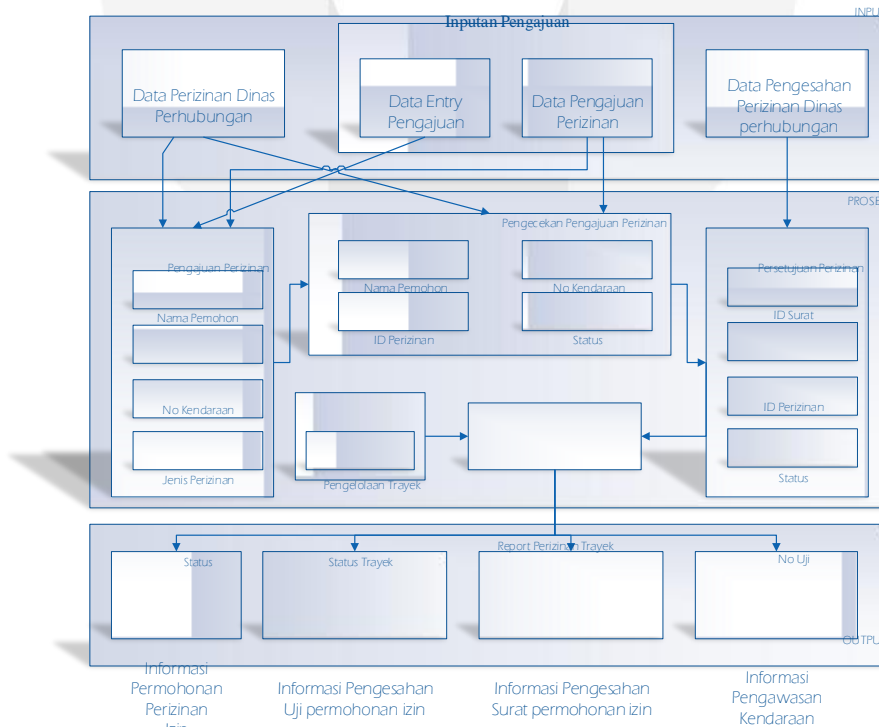 INPU
Inputan Pengajuan
Data Perizinan Dinas
Perhubungan
Data Entry
Pengajuan
Data Pengajuan
Perizinan
Data Pengesahan
Perizinan Dinas
perhubungan
PROSE
Pengajuan Perizinan
Nama Pemohon
No Kendaraan
Jenis Perizinan
Pengecekan Pengajuan Perizinan
Nama Pemohon
No Kendaraan
ID Perizinan
Status
Persetujuan Perizinan
ID Surat
ID Perizinan
Status
Pengelolaan Trayek
Report Perizinan Trayek
Status
Status Trayek
No Uji
OUTPU
Informasi
Permohonan
Perizinan
Izin
Informasi Pengesahan
Uji permohonan izin
Informasi Pengesahan
Surat permohonan izin
Informasi
Pengawasan
Kendaraan